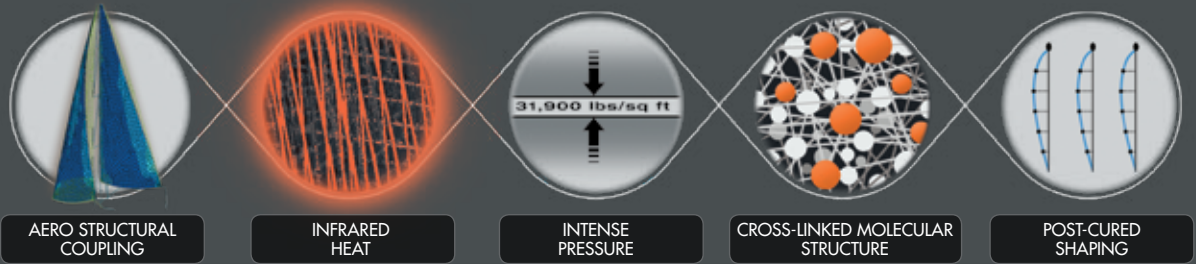 31,900 lbs/sq ft
AERO STRUCTURAL
COUPLING
INFRARED
HEAT
INTENSE
PRESSURE
CROSS-LINKED MOLECULAR
STRUCTURE
POST-CURED
SHAPING